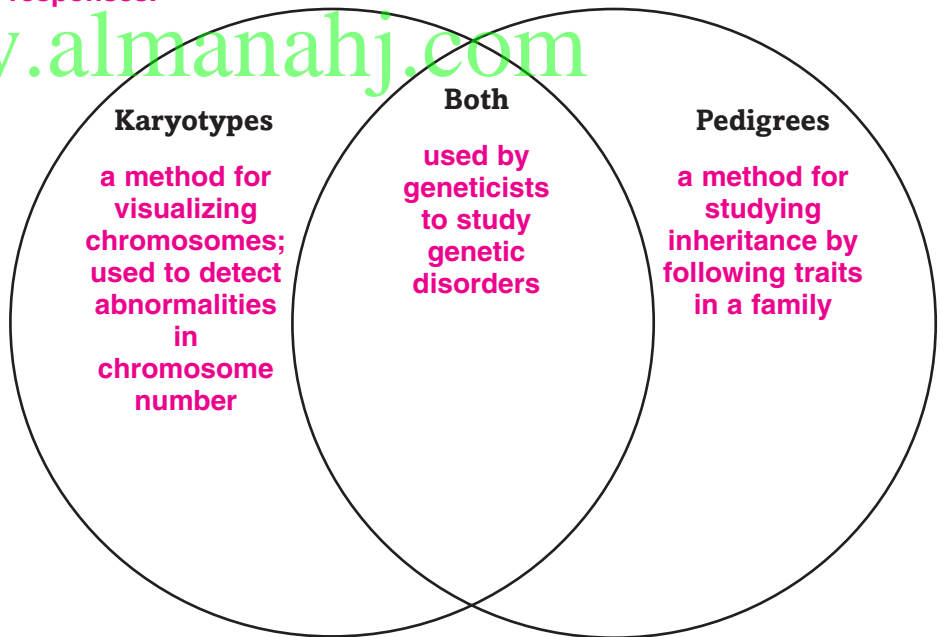 responses.
w.almanahj.com
Karyotypes
a method for
visualizing
chromosomes;
used to detect
abnormalities
in
chromosome
number
Both
used by
geneticists
to study
genetic
disorders
Pedigrees
a method for
studying
inheritance by
following traits
in a family